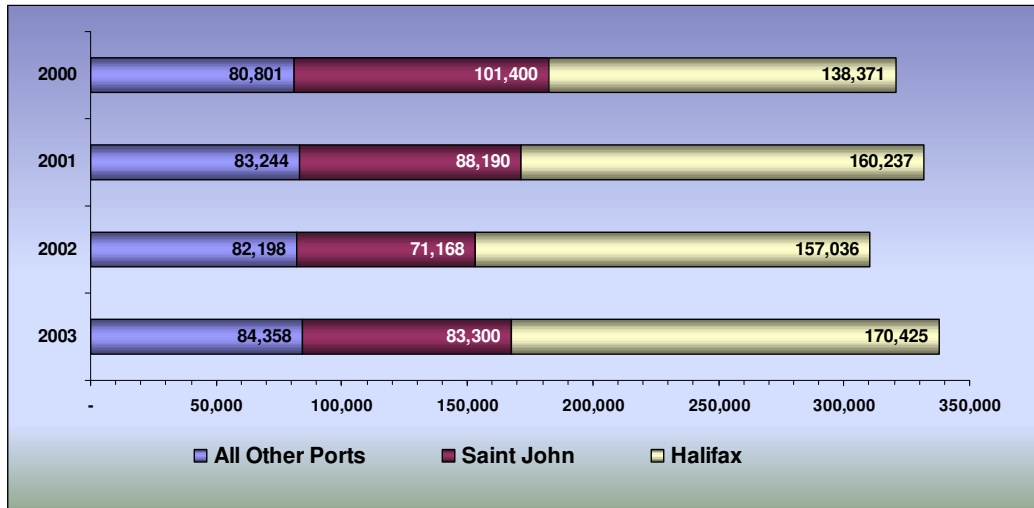 2000 80,801 101,400 138,371
2001 83,244 88,190 160,237
2002 82,198 71,168 157,036
2003 84,358 83,300 170,425
- 50,000 100,000 150,000 200,000 250,000 300,000 350,000
All Other Ports Saint John Halifax